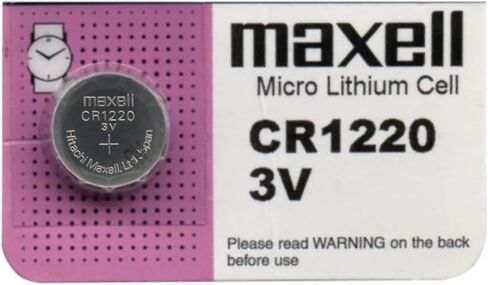 maxell
Micro Lithium Cell
CR1220
3V
Please read WARNING on the back
before use
maxell
CR1220
3V
+
Hitachi Maxell, Ltd. Japan